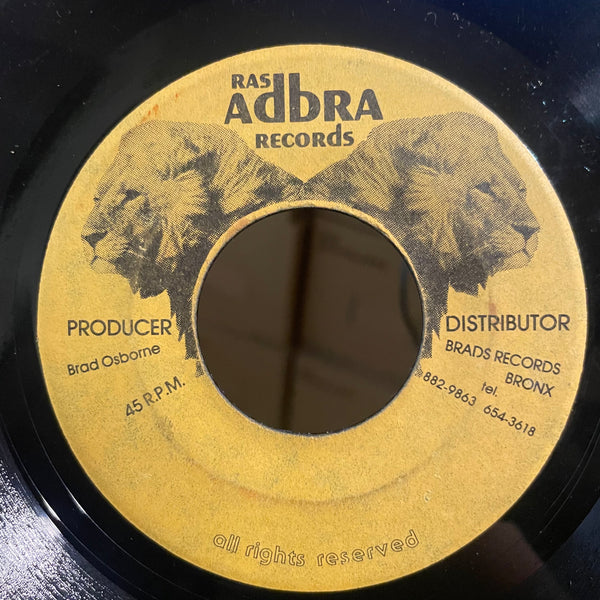 RAS
AdbRA
RECORds
PRODUCER
Brad Osborne
45 R.P.M.
DISTRIBUTOR
BRADS RECORDS
BRONX
tel.
882-9863 654-3618
all rights reserved